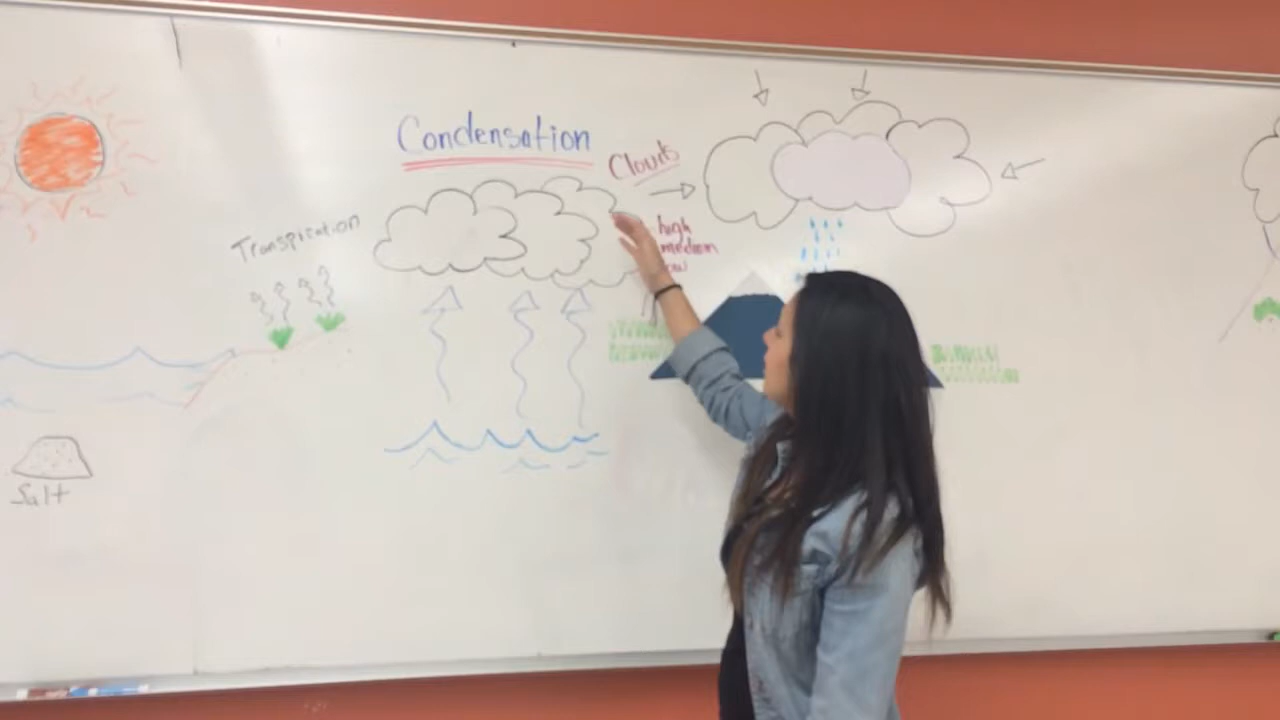 Condensation
Clouds
Transpiration
high
medium
Salt